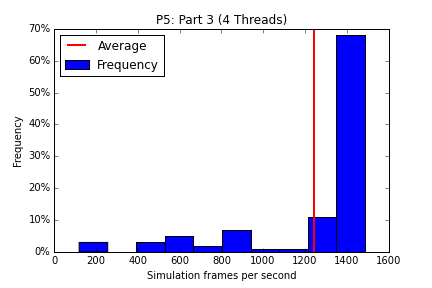 P5: Part 3 (4 Threads)
70%
60%
50%
40%
30%
20%
10%
0%
Frequency
Average
Frequency
0 200 400 600 800 1000 1200 1400 1600
Simulation frames per second